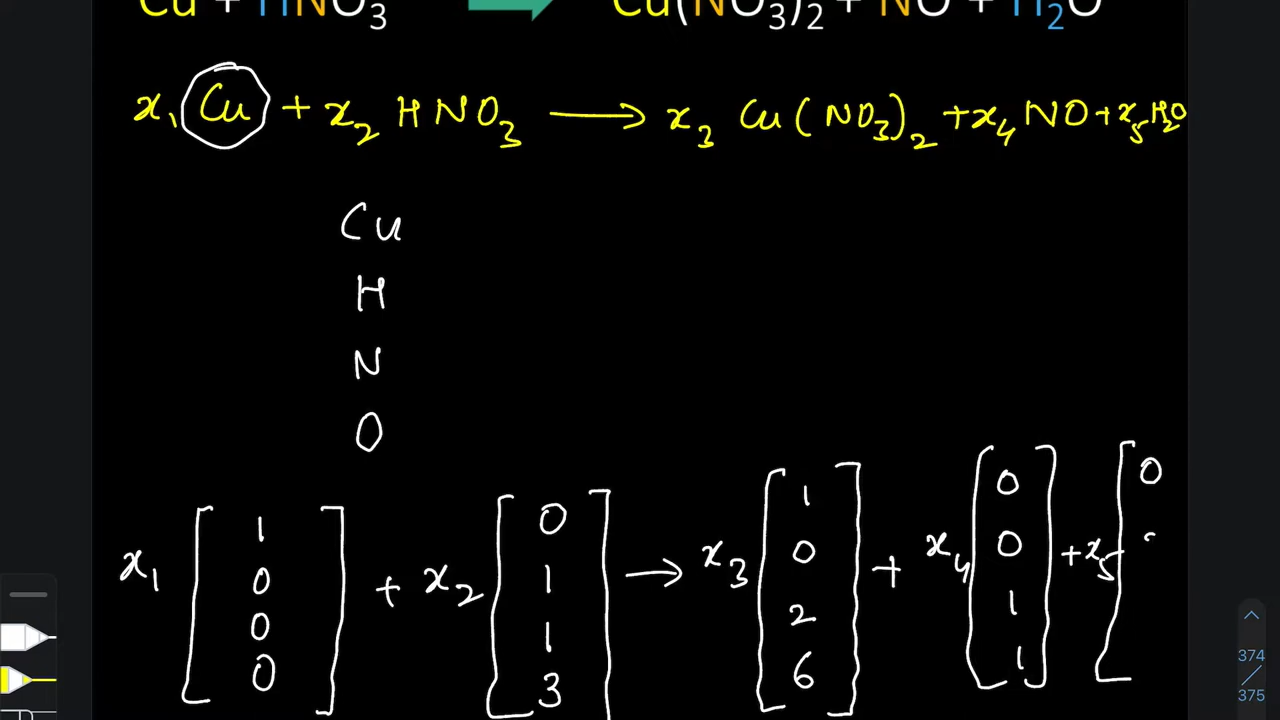 Cu + HNO3 Cu(NO3)2 + NO + H2O
x1 Cu + x2 HNO3 → x3 Cu(NO3)2 + x4 NO + x5 H2O
Cu
H
N
O
x1 [1 0 0 0] + x2 [0 1 1 3] → x3 [1 0 2 6] + x4 [0 0 1 1] + x5 [0
374
375